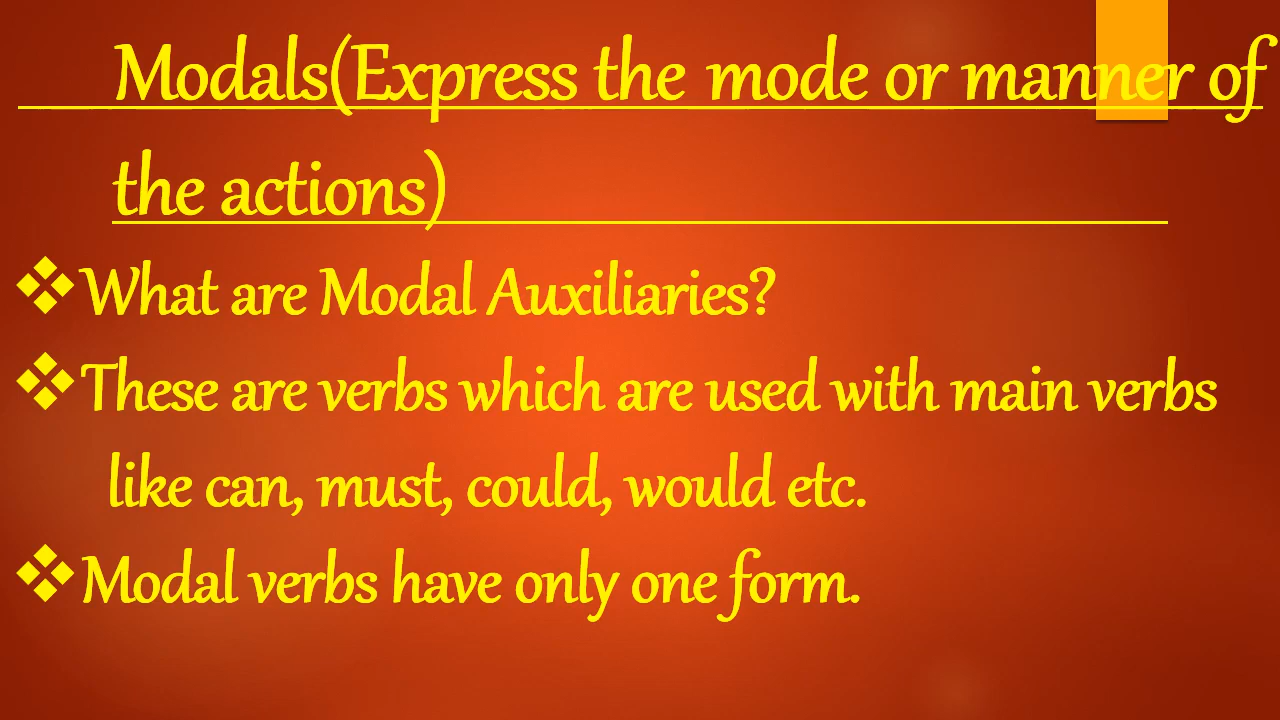 Modals(Express the mode or manner of
the actions)
❖What are Modal Auxiliaries?
❖These are verbs which are used with main verbs
like can, must, could, would etc.
❖Modal verbs have only one form.